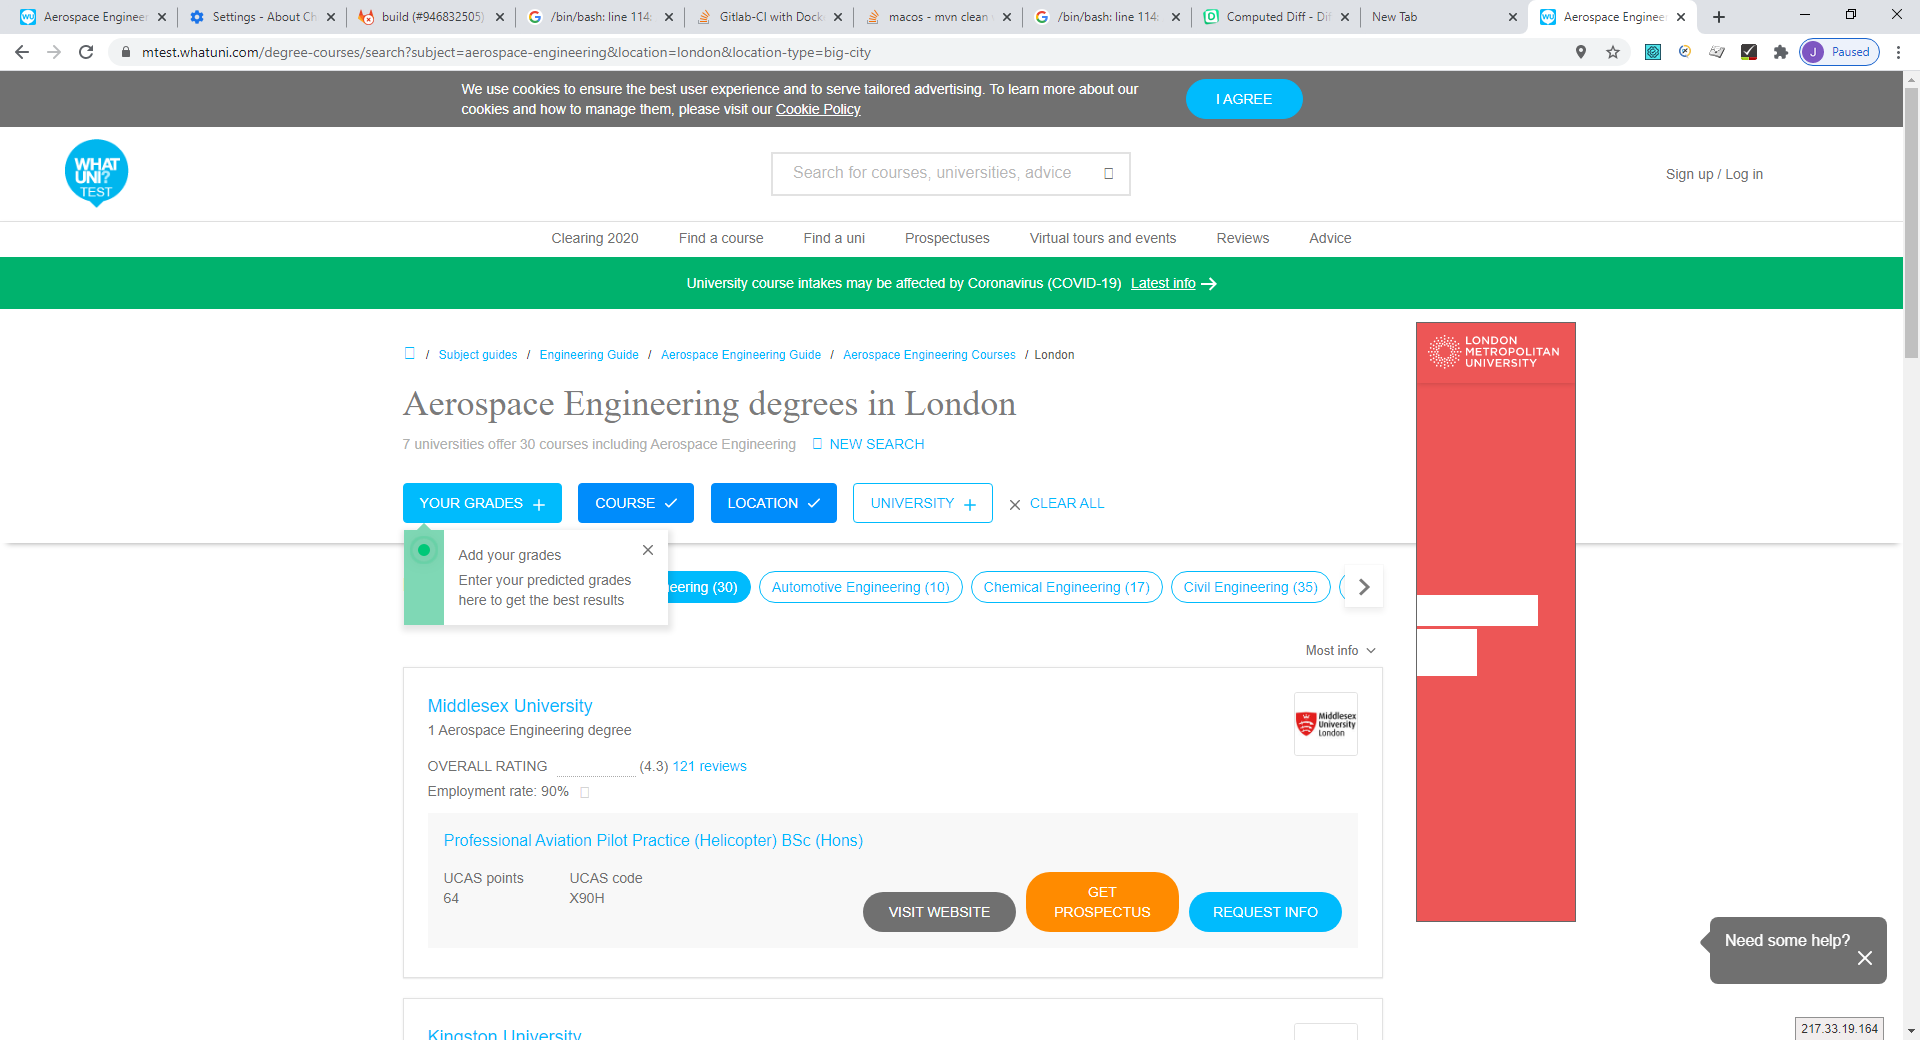 Aerospace Engineer
Settings - About Ch
build (#946832505)
/bin/bash: line 114:
Gitlab-CI with Dock
macos - mvn clean
/bin/bash: line 114:
Computed Diff - Dif
New Tab
Aerospace Engineer
mtest.whatuni.com/degree-courses/search?subject=aerospace-engineering&location=london&location-type=big-city
J Paused
We use cookies to ensure the best user experience and to serve tailored advertising. To learn more about our
cookies and how to manage them, please visit our Cookie Policy
I AGREE
WHAT
UNI?
TEST
Search for courses, universities, advice
Sign up / Log in
Clearing 2020
Find a course
Find a uni
Prospectuses
Virtual tours and events
Reviews
Advice
University course intakes may be affected by Coronavirus (COVID-19) Latest info
/ Subject guides / Engineering Guide / Aerospace Engineering Guide / Aerospace Engineering Courses / London
LONDON
METROPOLITAN
UNIVERSITY
Aerospace Engineering degrees in London
7 universities offer 30 courses including Aerospace Engineering
NEW SEARCH
YOUR GRADES
COURSE
LOCATION
UNIVERSITY
CLEAR ALL
Add your grades
Enter your predicted grades
here to get the best results
eering (30)
Automotive Engineering (10)
Chemical Engineering (17)
Civil Engineering (35)
Most info
Middlesex University
1 Aerospace Engineering degree
Middlesex
University
London
OVERALL RATING (4.3) 121 reviews
Employment rate: 90%
Professional Aviation Pilot Practice (Helicopter) BSc (Hons)
UCAS points
64
UCAS code
X90H
VISIT WEBSITE
GET
PROSPECTUS
REQUEST INFO
Need some help?
Kingston University
217.33.19.164